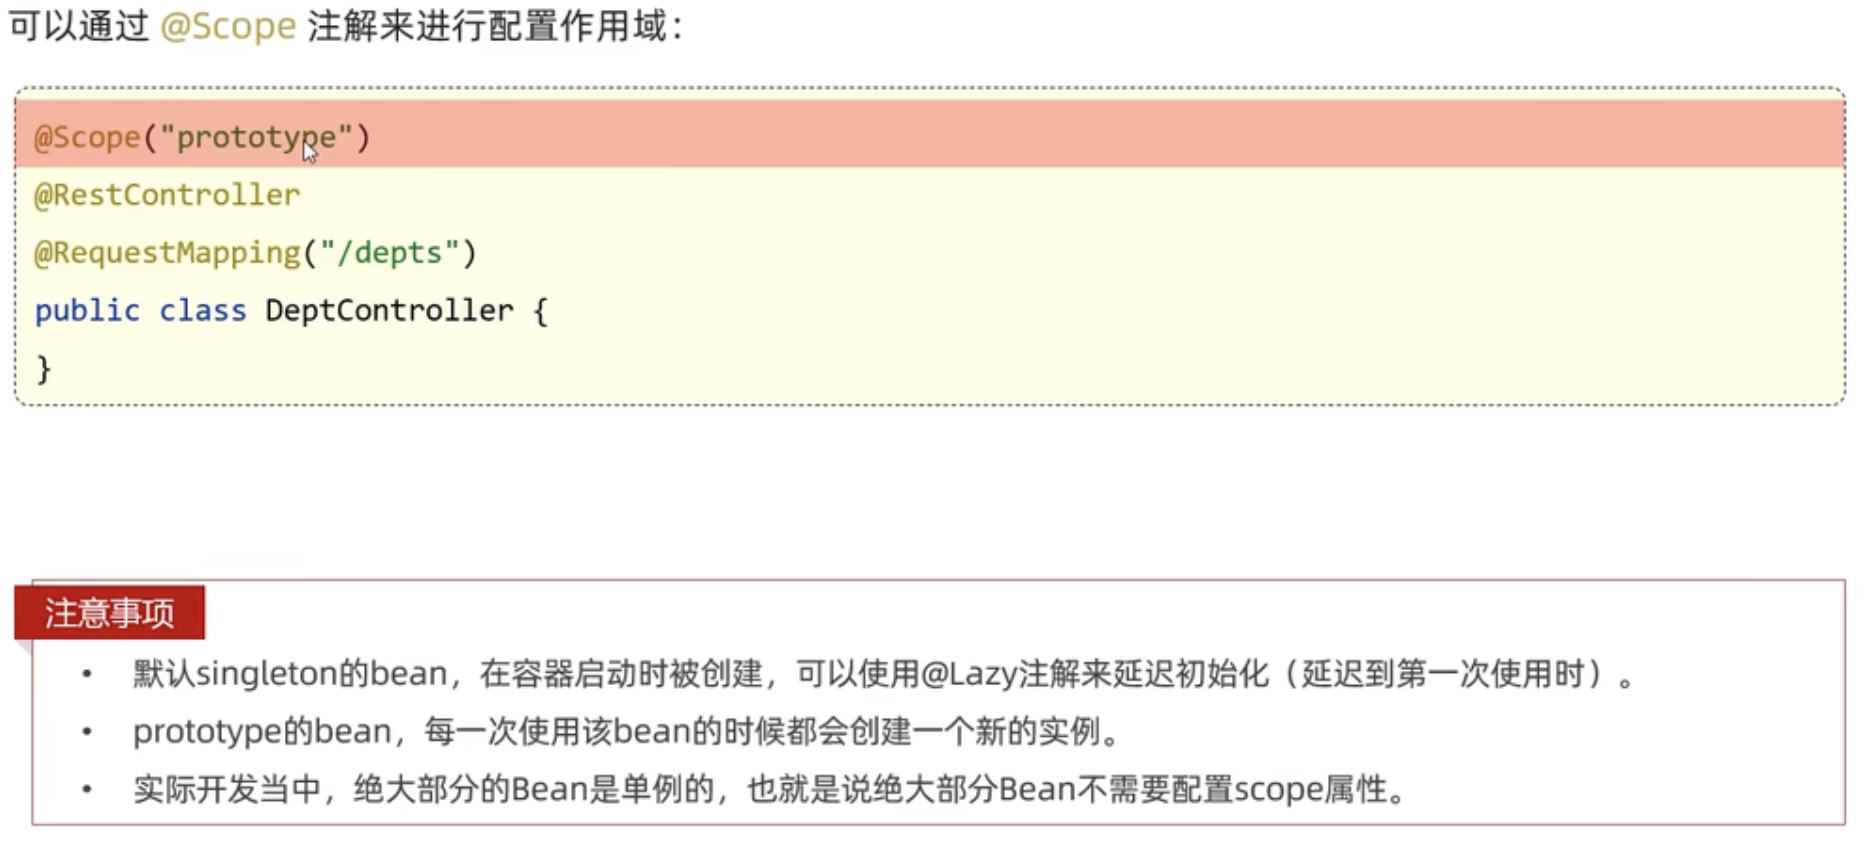 可以通过 @Scope 注解来进行配置作用域：
@Scope("prototype")
@RestController
@RequestMapping("/depts")
public class DeptController {
}
注意事项
• 默认singleton的bean，在容器启动时被创建，可以使用@Lazy注解来延迟初始化（延迟到第一次使用时）。
• prototype的bean，每一次使用该bean的时候都会创建一个新的实例。
• 实际开发当中，绝大部分的Bean是单例的，也就是说绝大部分Bean不需要配置scope属性。